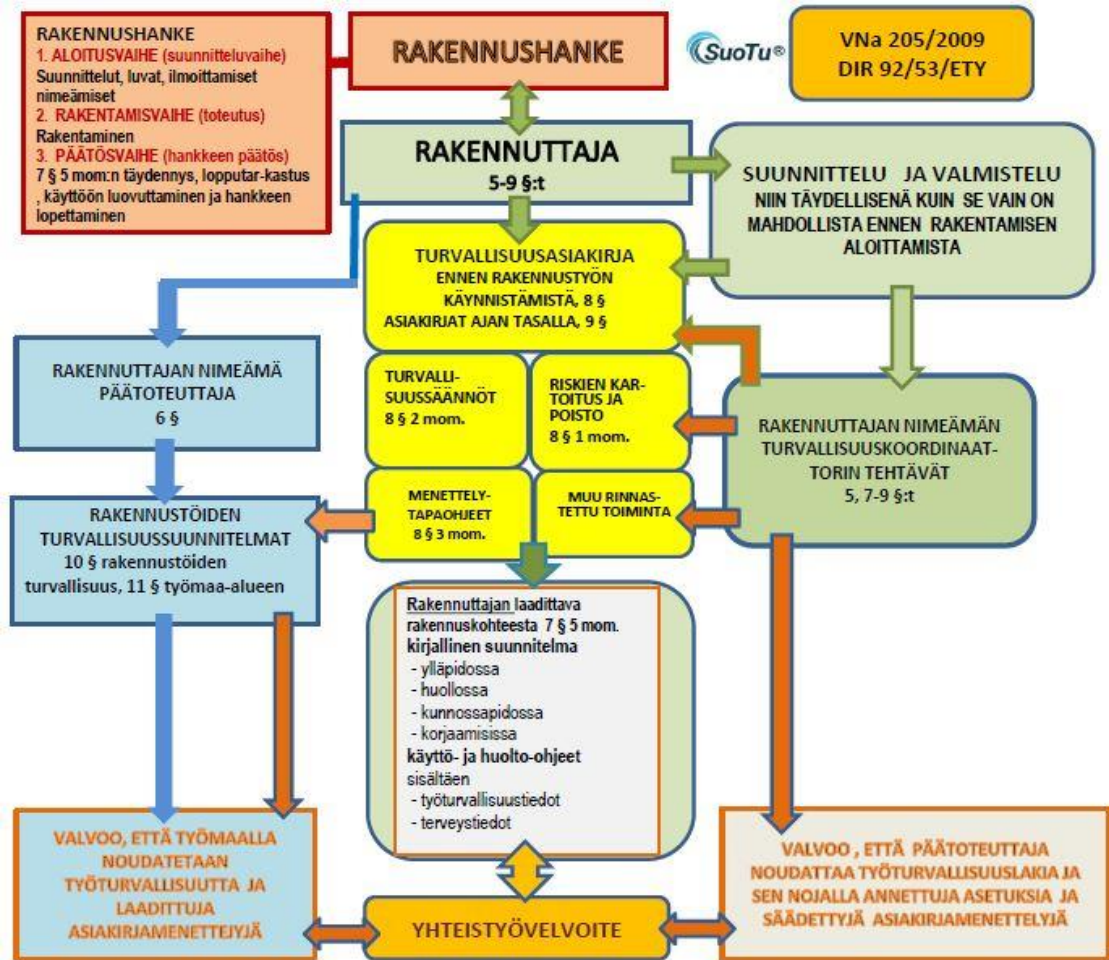 RAKENNUSHANKE
1. ALOITUSVAIHE (suunnitteluvaihe)
Suunnittelut, luvat, ilmoittamiset
nimeämiset
2. RAKENTAMISVAIHE (toteutus)
Rakentaminen
3. PÄÄTÖSVAIHE (hankkeen päätös)
7 § 5 mom:n täydennys, lopputar-kastus
, käyttöön luovuttaminen ja hankkeen
lopettaminen
RAKENNUSHANKE
SuoTu®
VNa 205/2009
DIR 92/53/ETY
RAKENNUTTAJA
5-9 §:t
SUUNNITTELU JA VALMISTELU
NIIN TÄYDELLISENÄ KUIN SE VAIN ON
MAHDOLLISTA ENNEN RAKENTAMISEN
ALOITTAMISTA
TURVALLISUUSASIAKIRJA
ENNEN RAKENNUSTYÖN
KÄYNNISTÄMISTÄ, 8 §
ASIAKIRJAT AJAN TASALLA, 9 §
RAKENNUTTAJAN NIMEÄMÄ
PÄÄTOTEUTTAJA
6 §
TURVALLI-
SUUSSÄÄNNÖT
8 § 2 mom.
RISKIEN KAR-
TOITUS JA
POISTO
8 § 1 mom.
RAKENNUTTAJAN NIMEÄMÄN
TURVALLISUUSKOORDINAAT-
TORIN TEHTÄVÄT
5, 7-9 §:t
RAKENNUSTÖIDEN
TURVALLISUUSSUUNNITELMAT
10 § rakennustöiden
turvallisuus, 11 § työmaa-alueen
MENETTELY-
TAPAOHJEET
8 § 3 mom.
MUU RINNAS-
TETTU TOIMINTA
Rakennuttajan laadittava
rakennuskohteesta 7 § 5 mom.
kirjallinen suunnitelma
- ylläpidossa
- huollossa
- kunnossapidossa
- korjaamisissa
käyttö- ja huolto-ohjeet
sisältäen
- työturvallisuustiedot
- terveystiedot
VALVOO, ETTÄ TYÖMAALLA
NOUDATETAAN
TYÖTURVALLISUUTTA JA
LAADITTUJA
ASIAKIRJAMENETTEJYJÄ
YHTEISTYÖVELVOITE
VALVOO , ETTÄ PÄÄTOTEUTTAJA
NOUDATTAA TYÖTURVALLISUUSLAKIA JA
SEN NOJALLA ANNETTUJA ASETUKSIA JA
SÄÄDETTYJÄ ASIAKIRJAMENETTELYJÄ